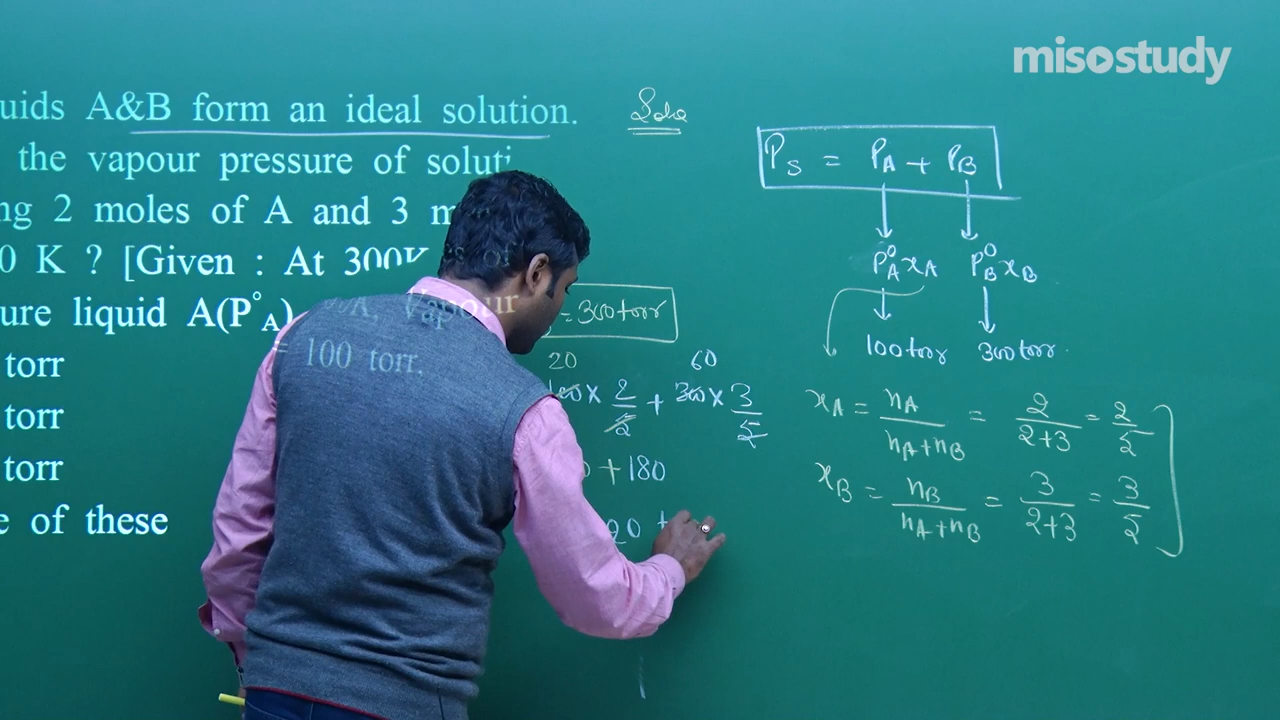 misostudy
uids A&B form an ideal solution.
the vapour pressure of soluti
ng 2 moles of A and 3 m
0 K ? [Given : At 300K
ure liquid A(P°A)
Vapour
= 100 torr.
torr
torr
torr
e of these
Soln
= 300 torr
20 60
100 × 2/5 + 300 × 3/5
+ 180
20 t
PS = PA + PB
P°A xA P°B xB
100 torr 300 torr.
xA = nA/nA+nB = 2/2+3 = 2/5
xB = nB/nA+nB = 3/2+3 = 3/5